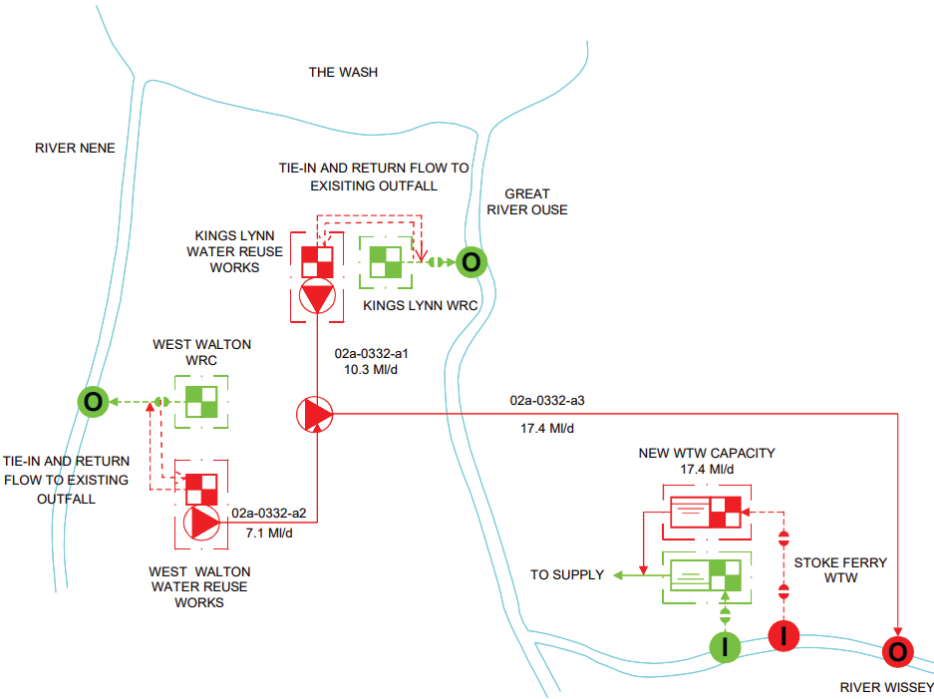 THE WASH
RIVER NENE
TIE-IN AND RETURN FLOW TO
EXISITING OUTFALL
GREAT
RIVER OUSE
KINGS LYNN
WATER REUSE
WORKS
O
KINGS LYNN WRC
WEST WALTON
WRC
02a-0332-a1
10.3 Ml/d
O
02a-0332-a3
17.4 Ml/d
TIE-IN AND RETURN
FLOW TO EXISTING
OUTFALL
NEW WTW CAPACITY
17.4 Ml/d
02a-0332-a2
7.1 Ml/d
STOKE FERRY
WTW
TO SUPPLY
WEST WALTON
WATER REUSE
WORKS
I
I
O
RIVER WISSEY